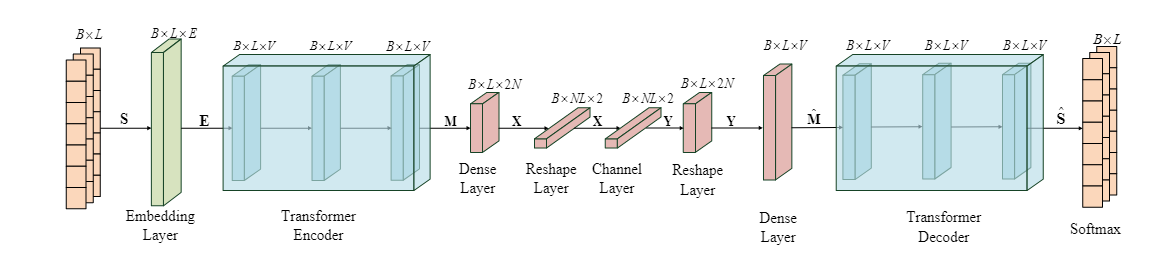 B×L
B×L×E
B×L×V
B×L×V
B×L×V
B×L×2N
B×NL×2
B×NL×2
B×L×2N
B×L×V
B×L×V
B×L×V
B×L×V
B×L
S
E
M
X
X
Y
Y
M̂
Ŝ
Embedding
Layer
Transformer
Encoder
Dense
Layer
Reshape
Layer
Channel
Layer
Reshape
Layer
Dense
Layer
Transformer
Decoder
Softmax